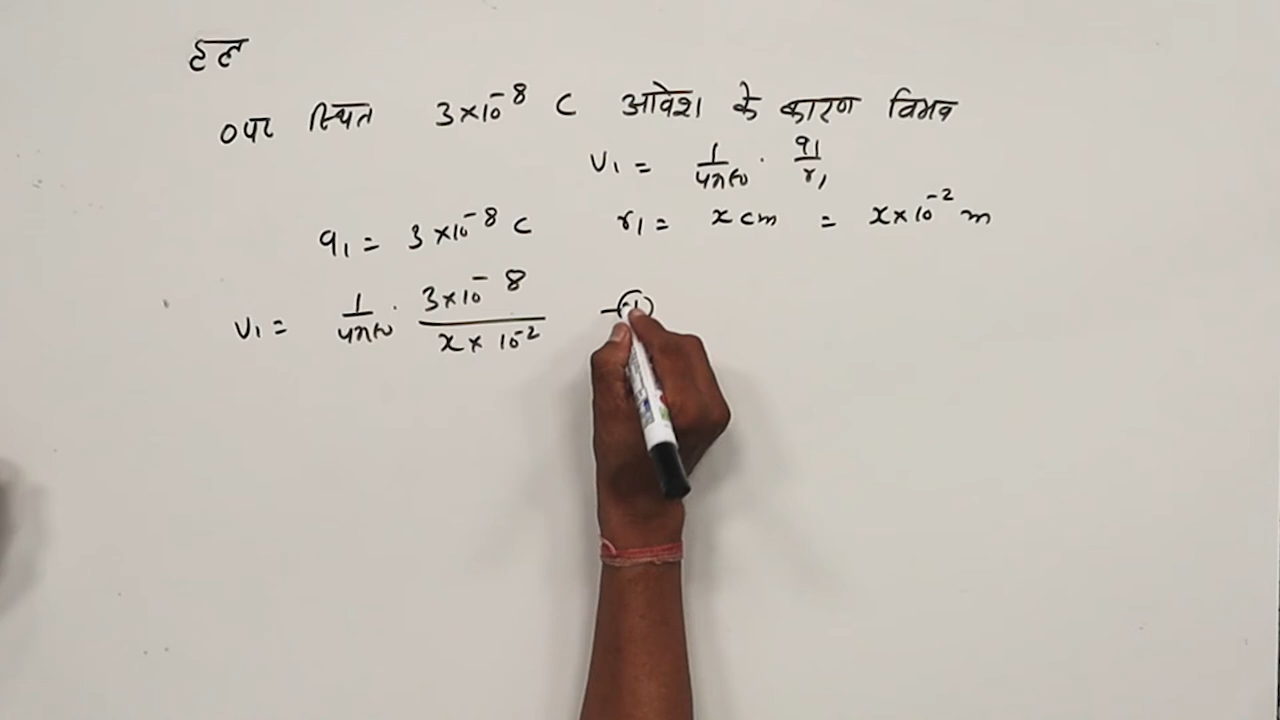 हल
O पर स्थित 3×10⁻⁸ C आवेश के कारण विभव
V₁ = 1/4πε₀ · q₁/r₁
q₁ = 3×10⁻⁸ C r₁ = x cm = x×10⁻² m
V₁ = 1/4πε₀ · 3×10⁻⁸/x×10⁻² —①